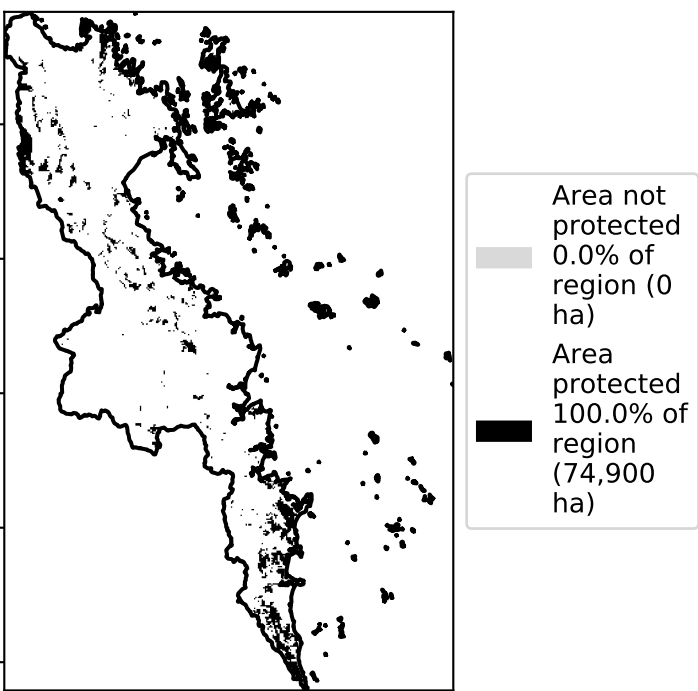 Area not
protected
0.0% of
region (0
ha)
Area
protected
100.0% of
region
(74,900
ha)